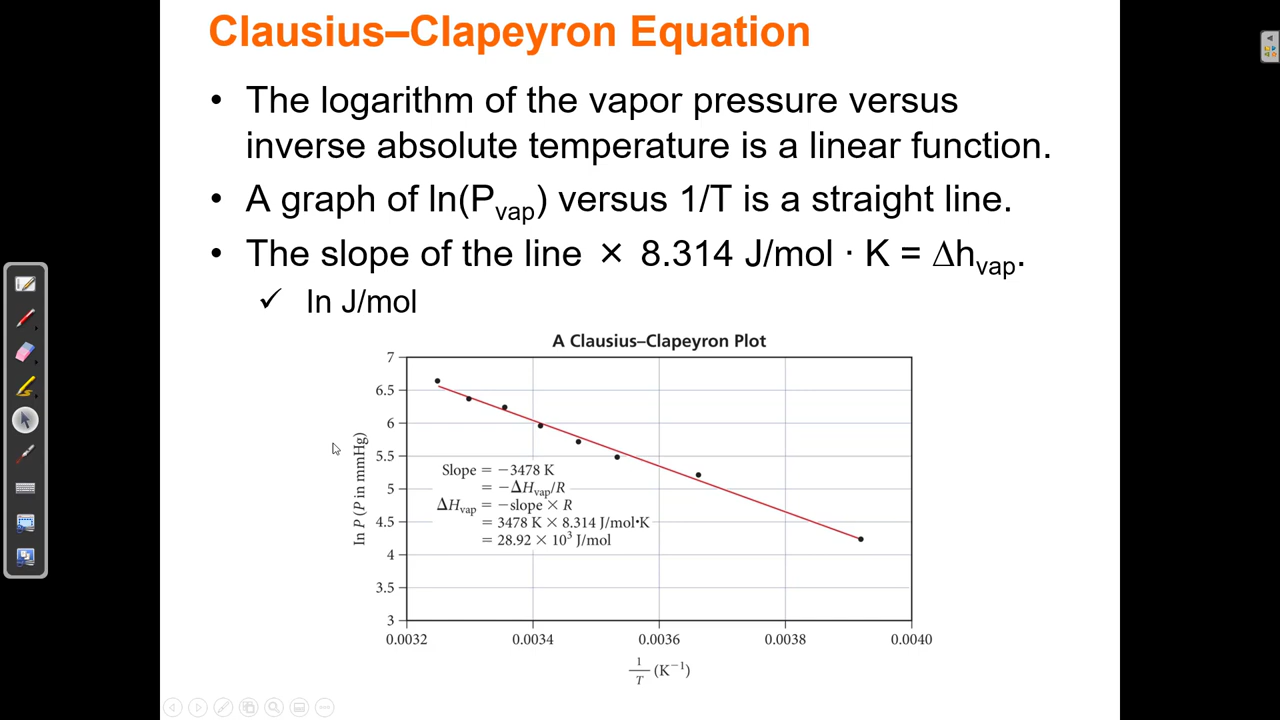 Clausius–Clapeyron Equation
• The logarithm of the vapor pressure versus
inverse absolute temperature is a linear function.
• A graph of ln(Pvap) versus 1/T is a straight line.
• The slope of the line × 8.314 J/mol · K = Δhvap.
✓ In J/mol
A Clausius–Clapeyron Plot
7
6.5
6
5.5
5
4.5
4
3.5
3
ln P (P in mmHg)
Slope = −3478 K
= −ΔHvap/R
ΔHvap = −slope × R
= 3478 K × 8.314 J/mol•K
= 28.92 × 10³ J/mol
0.0032 0.0034 0.0036 0.0038 0.0040
1/T (K⁻¹)